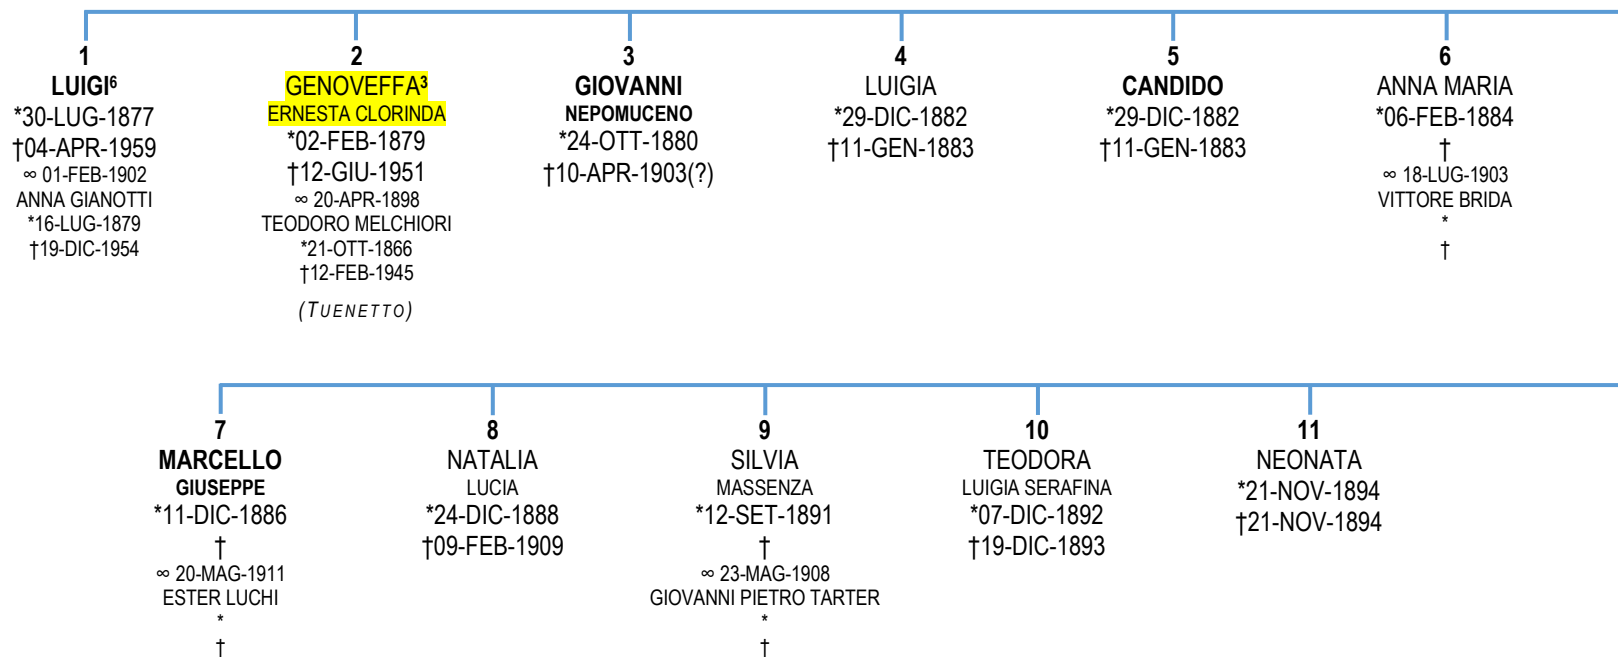 1
LUIGI⁶
*30-LUG-1877
†04-APR-1959
∞ 01-FEB-1902
ANNA GIANOTTI
*16-LUG-1879
†19-DIC-1954
2
GENOVEFFA³
ERNESTA CLORINDA
*02-FEB-1879
†12-GIU-1951
∞ 20-APR-1898
TEODORO MELCHIORI
*21-OTT-1866
†12-FEB-1945
(TUENETTO)
3
GIOVANNI
NEPOMUCENO
*24-OTT-1880
†10-APR-1903(?)
4
LUIGIA
*29-DIC-1882
†11-GEN-1883
5
CANDIDO
*29-DIC-1882
†11-GEN-1883
6
ANNA MARIA
*06-FEB-1884
†
∞ 18-LUG-1903
VITTORE BRIDA
*
†
7
MARCELLO
GIUSEPPE
*11-DIC-1886
†
∞ 20-MAG-1911
ESTER LUCHI
*
†
8
NATALIA
LUCIA
*24-DIC-1888
†09-FEB-1909
9
SILVIA
MASSENZA
*12-SET-1891
†
∞ 23-MAG-1908
GIOVANNI PIETRO TARTER
*
†
10
TEODORA
LUIGIA SERAFINA
*07-DIC-1892
†19-DIC-1893
11
NEONATA
*21-NOV-1894
†21-NOV-1894